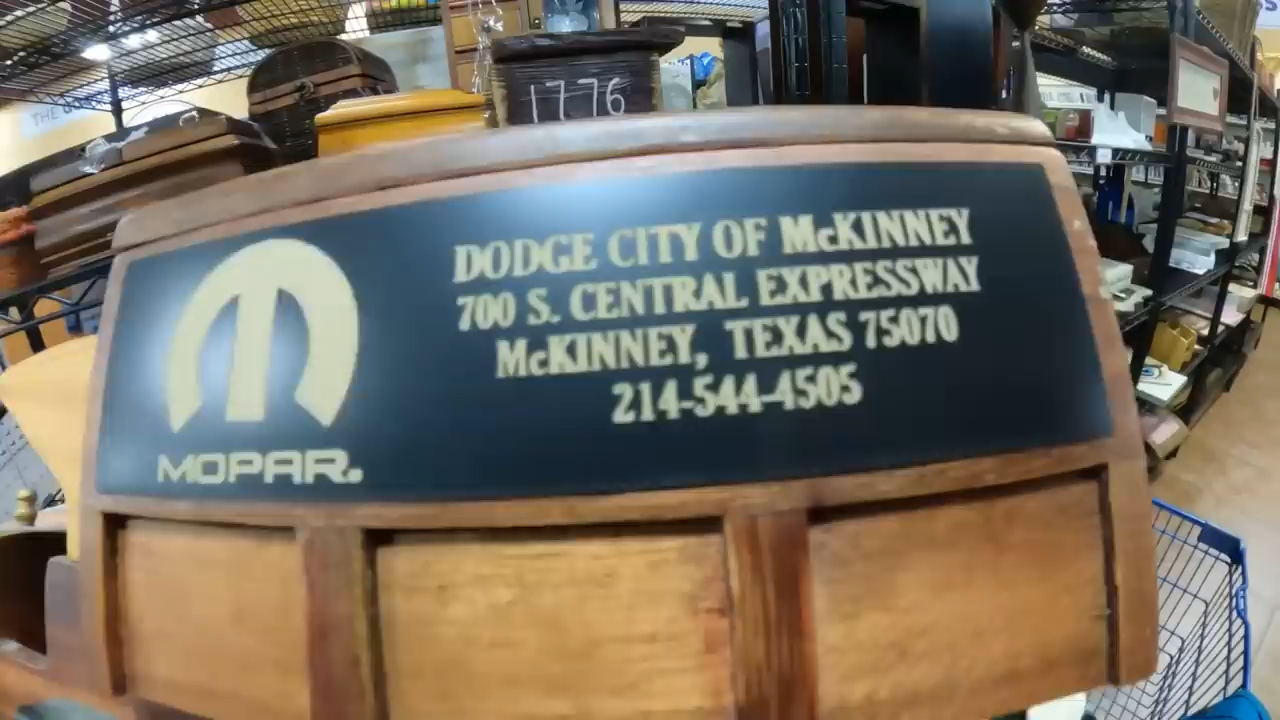 1776
DODGE CITY OF McKINNEY
700 S. CENTRAL EXPRESSWAY
McKINNEY, TEXAS 75070
214-544-4505
MOPAR.